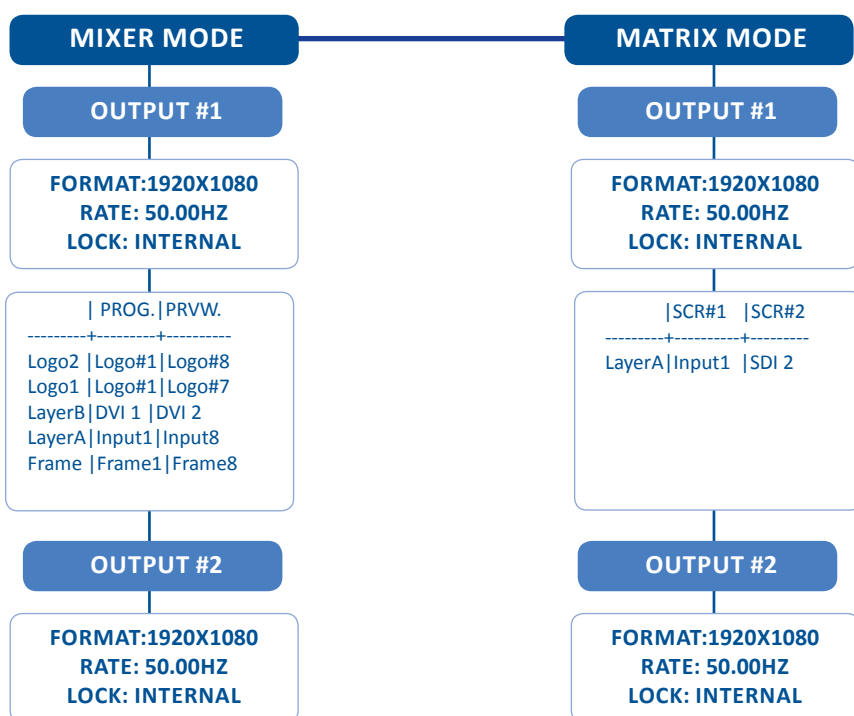 MIXER MODE
OUTPUT #1
FORMAT:1920X1080
RATE: 50.00HZ
LOCK: INTERNAL
| PROG.|PRVW.
---------+---------+----------
Logo2 |Logo#1|Logo#8
Logo1 |Logo#1|Logo#7
LayerB|DVI 1 |DVI 2
LayerA|Input1|Input8
Frame |Frame1|Frame8
OUTPUT #2
FORMAT:1920X1080
RATE: 50.00HZ
LOCK: INTERNAL
MATRIX MODE
OUTPUT #1
FORMAT:1920X1080
RATE: 50.00HZ
LOCK: INTERNAL
|SCR#1 |SCR#2
---------+----------+---------
LayerA|Input1 |SDI 2
OUTPUT #2
FORMAT:1920X1080
RATE: 50.00HZ
LOCK: INTERNAL